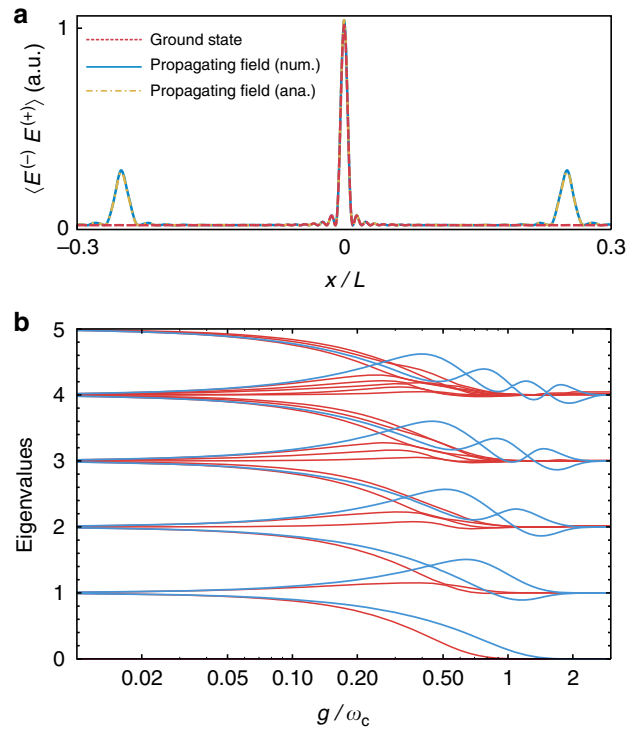 a
⟨E(−) E(+)⟩ (a.u.)
1
0
Ground state
Propagating field (num.)
Propagating field (ana.)
−0.3
0
0.3
x / L
b
Eigenvalues
5
4
3
2
1
0
0.02
0.05
0.10
0.20
0.50
1
2
g / ωc